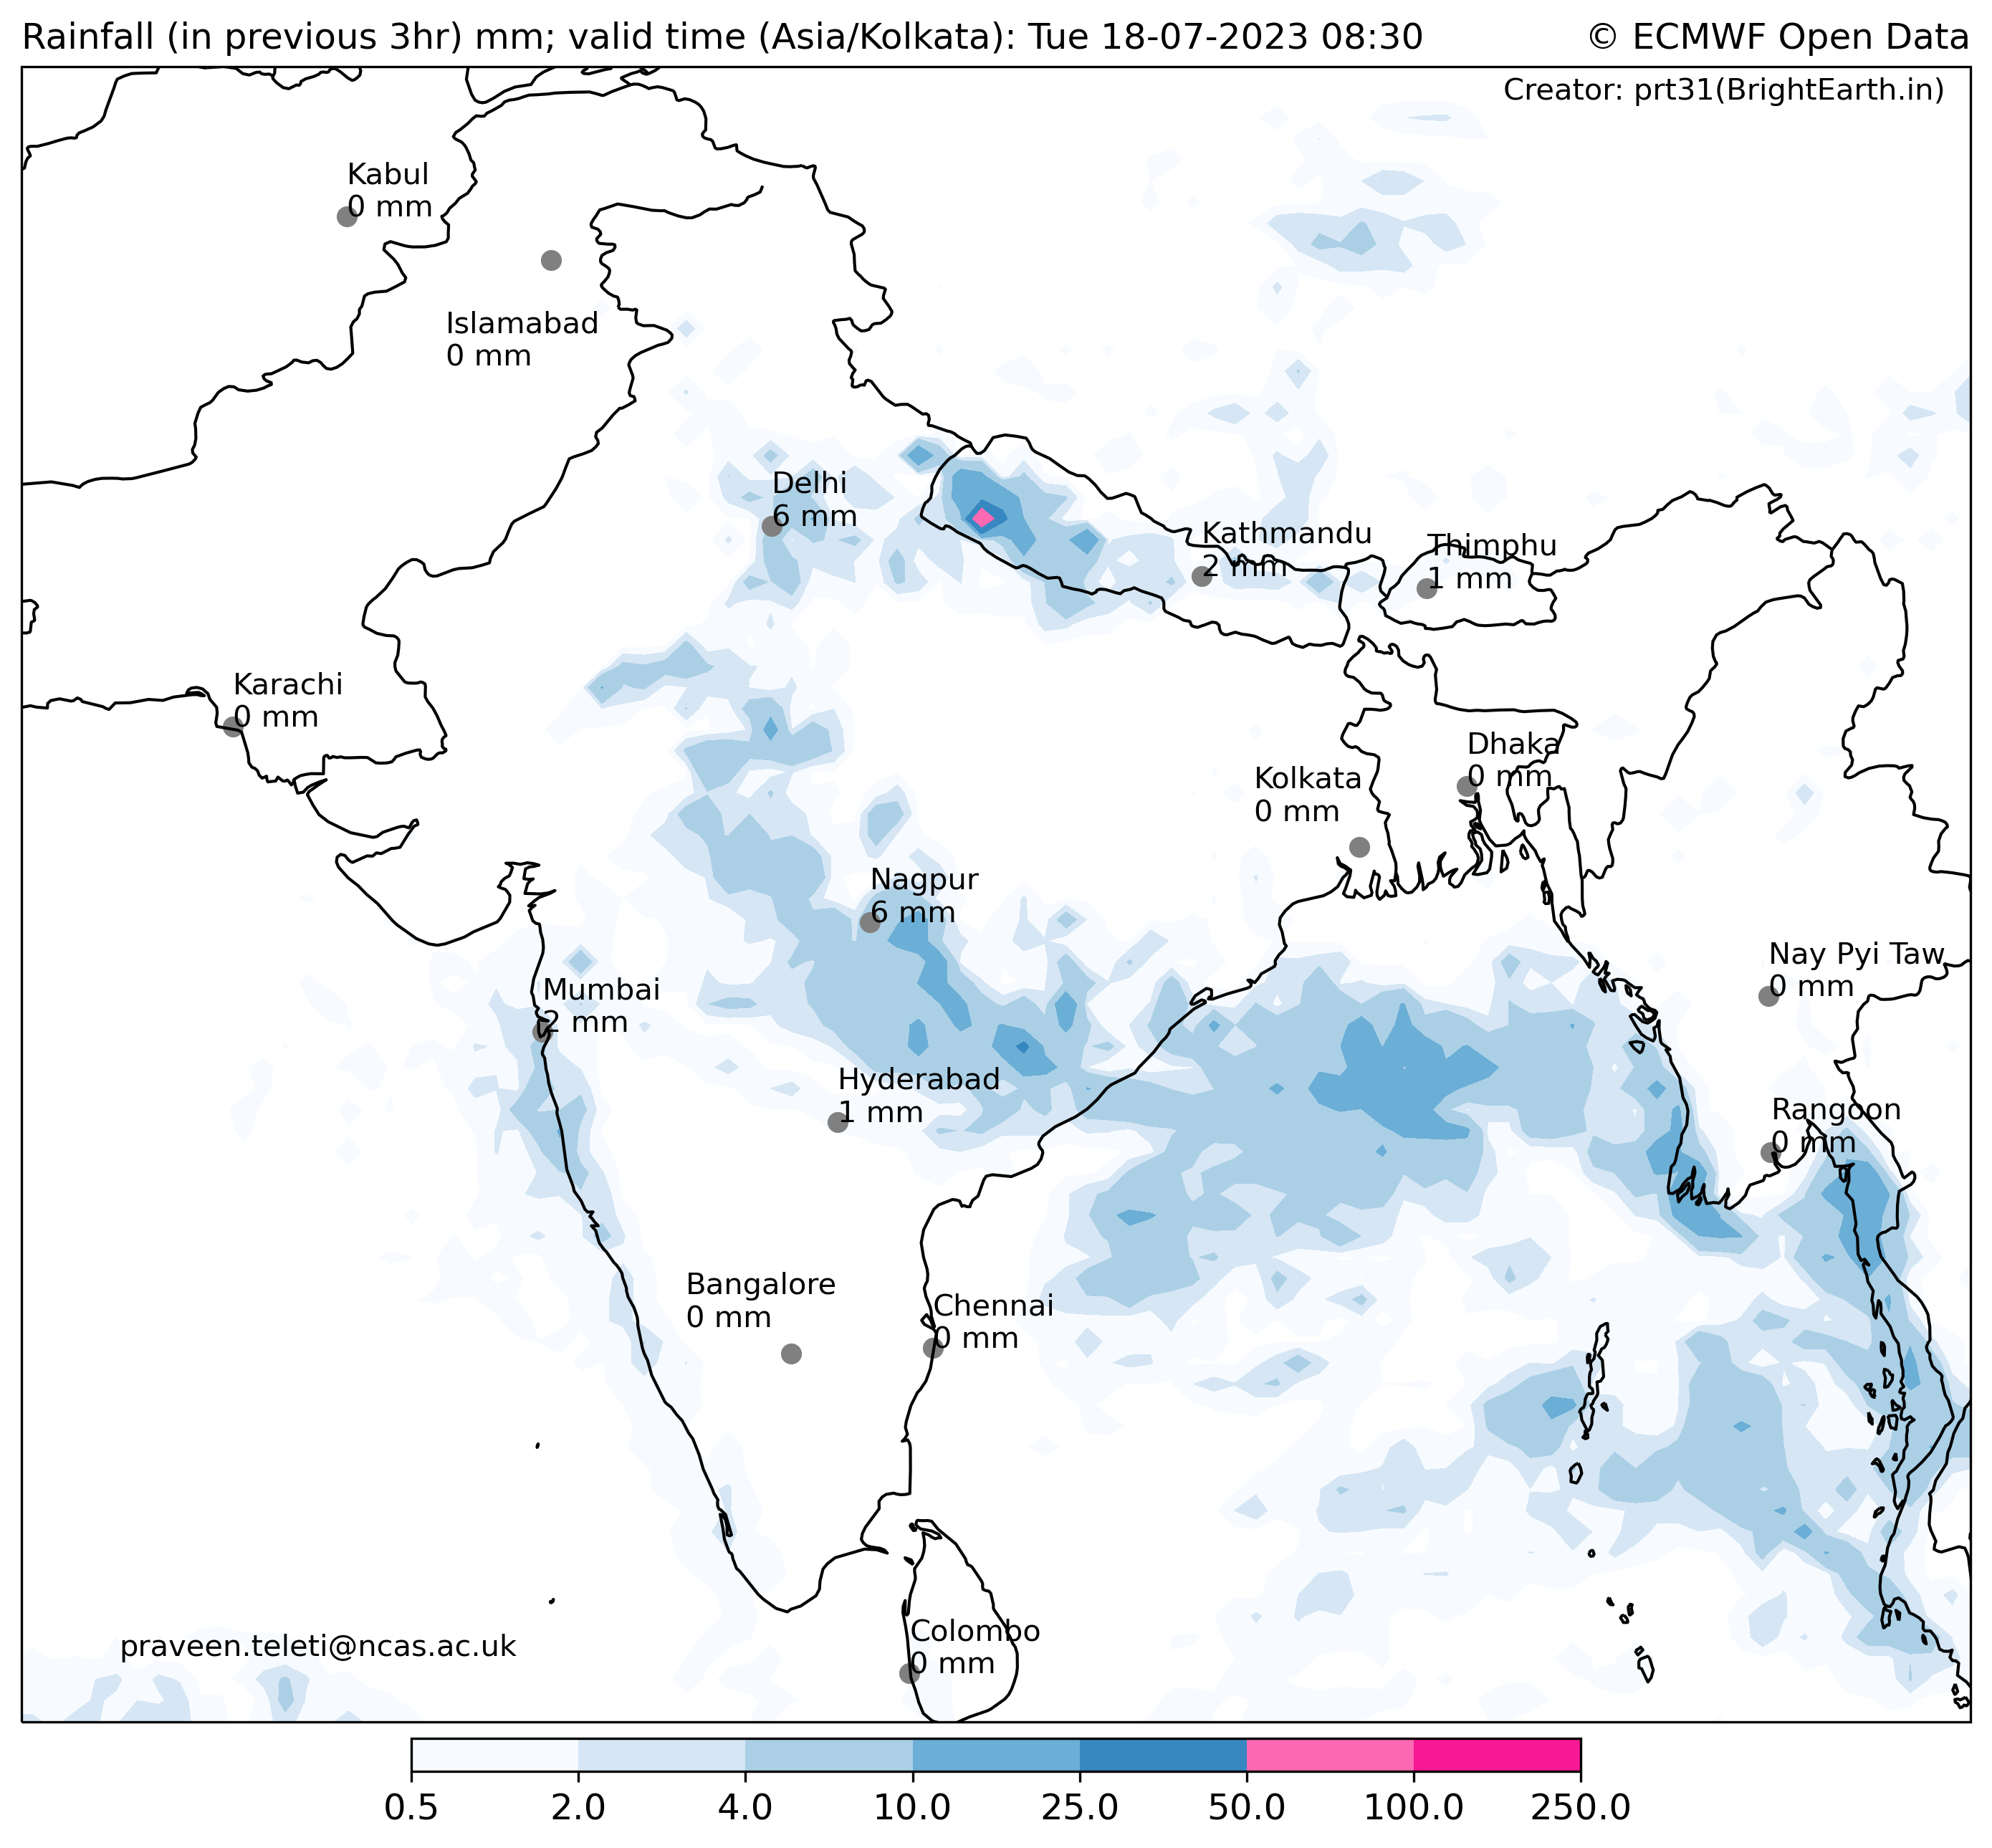 Rainfall (in previous 3hr) mm; valid time (Asia/Kolkata): Tue 18-07-2023 08:30
© ECMWF Open Data
Creator: prt31(BrightEarth.in)
Kabul
0 mm
Islamabad
0 mm
Delhi
6 mm
Kathmandu
2 mm
Thimphu
1 mm
Karachi
0 mm
Dhaka
0 mm
Kolkata
0 mm
Nagpur
6 mm
Nay Pyi Taw
0 mm
Mumbai
2 mm
Hyderabad
1 mm
Rangoon
0 mm
Bangalore
0 mm
Chennai
0 mm
Colombo
0 mm
praveen.teleti@ncas.ac.uk
0.5 2.0 4.0 10.0 25.0 50.0 100.0 250.0